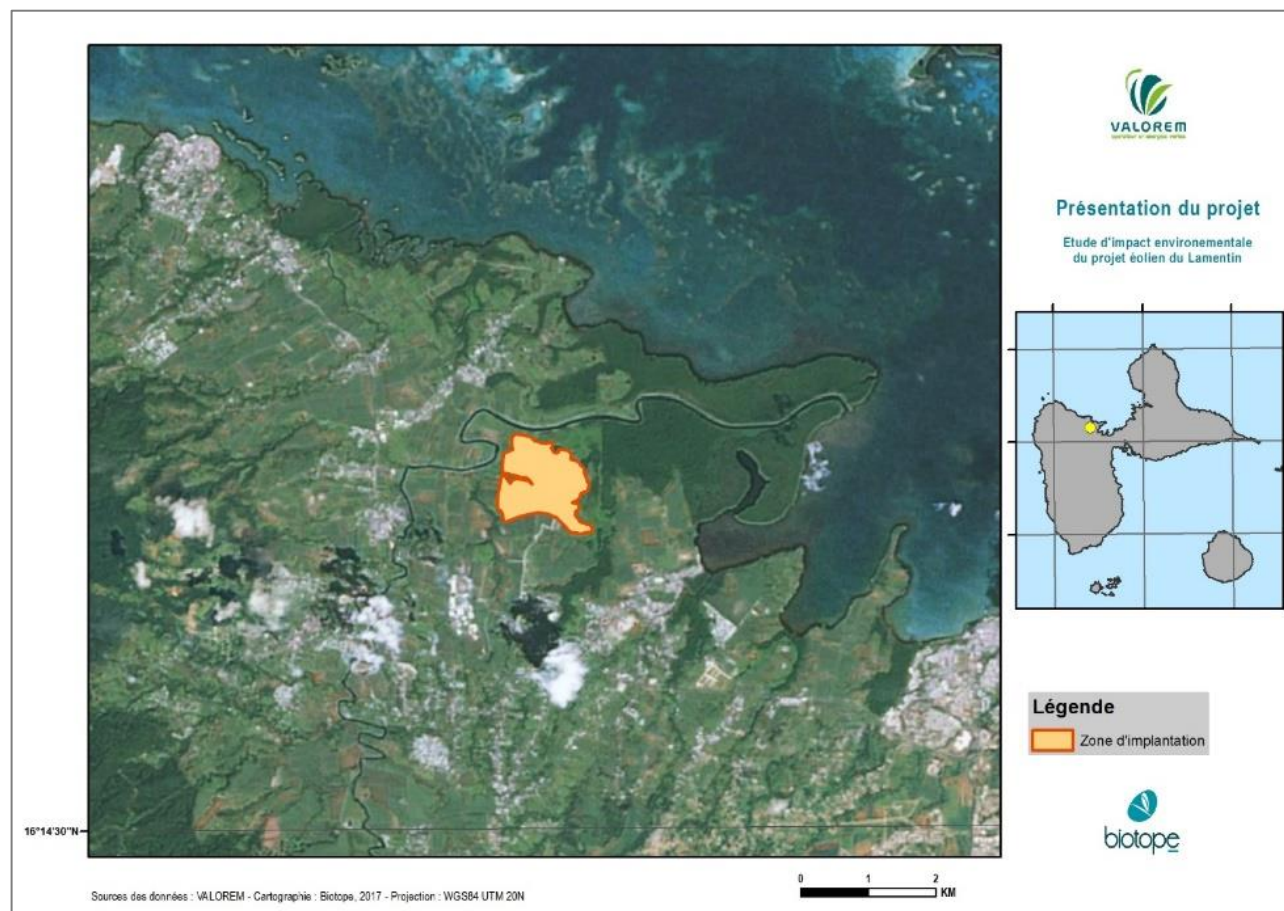 VALOREM
opérateur en énergies vertes
Présentation du projet
Etude d'impact environementale
du projet éolien du Lamentin
Légende
Zone d'implantation
biotope
16°14'30"N
0 1 2
KM
Sources des données : VALOREM - Cartographie : Biotope, 2017 - Projection : WGS84 UTM 20N